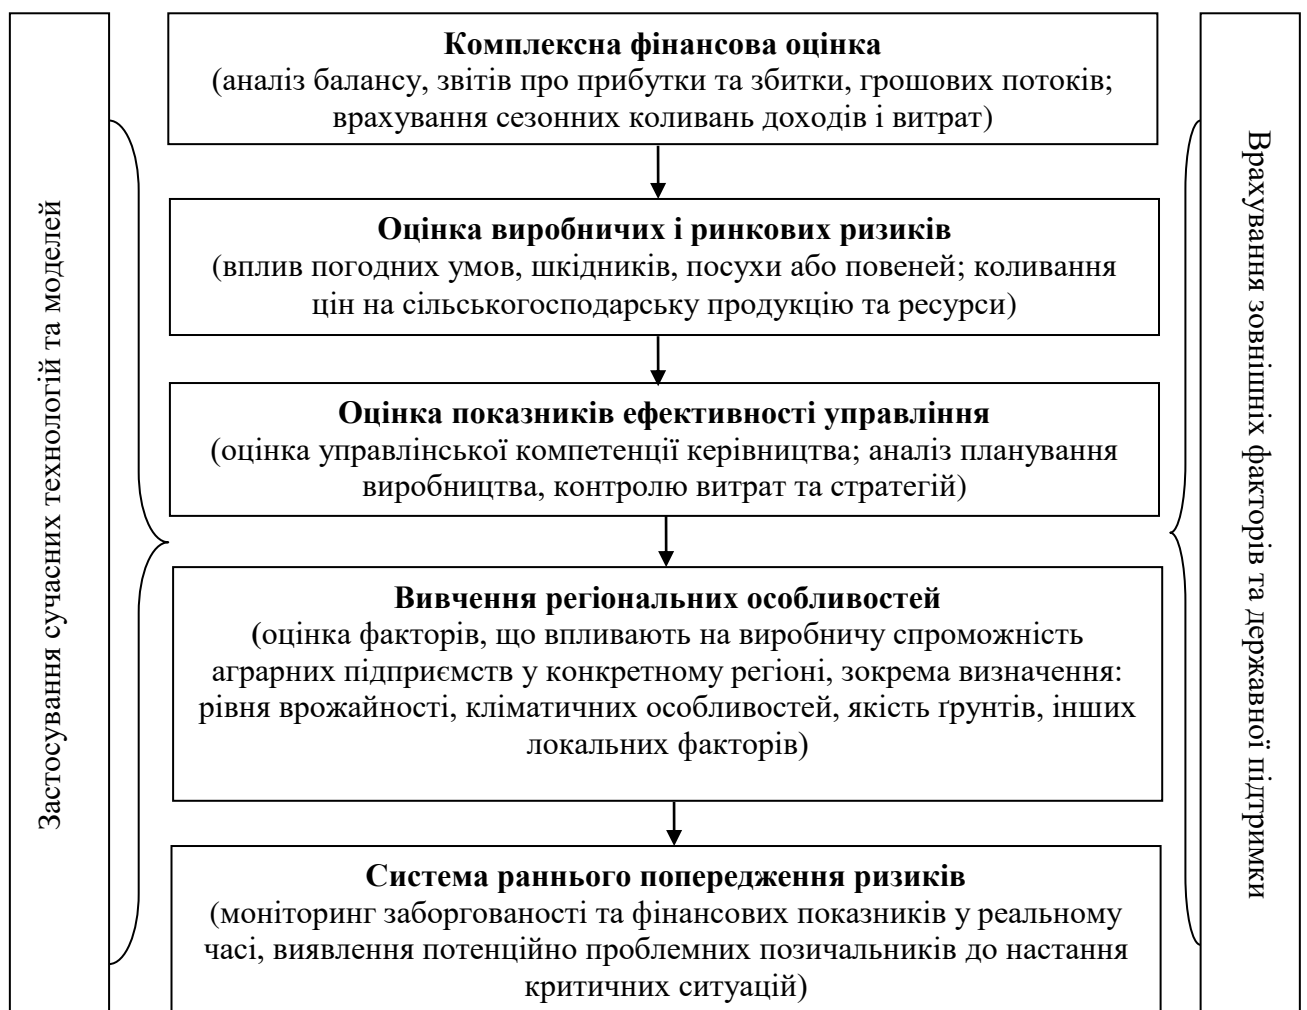 Застосування сучасних технологій та моделей
Комплексна фінансова оцінка
(аналіз балансу, звітів про прибутки та збитки, грошових потоків;
врахування сезонних коливань доходів і витрат)
Оцінка виробничих і ринкових ризиків
(вплив погодних умов, шкідників, посухи або повеней; коливання
цін на сільськогосподарську продукцію та ресурси)
Оцінка показників ефективності управління
(оцінка управлінської компетенції керівництва; аналіз планування
виробництва, контролю витрат та стратегій)
Вивчення регіональних особливостей
(оцінка факторів, що впливають на виробничу спроможність
аграрних підприємств у конкретному регіоні, зокрема визначення:
рівня врожайності, кліматичних особливостей, якість ґрунтів, інших
локальних факторів)
Система раннього попередження ризиків
(моніторинг заборгованості та фінансових показників у реальному
часі, виявлення потенційно проблемних позичальників до настання
критичних ситуацій)
Врахування зовнішніх факторів та державної підтримки